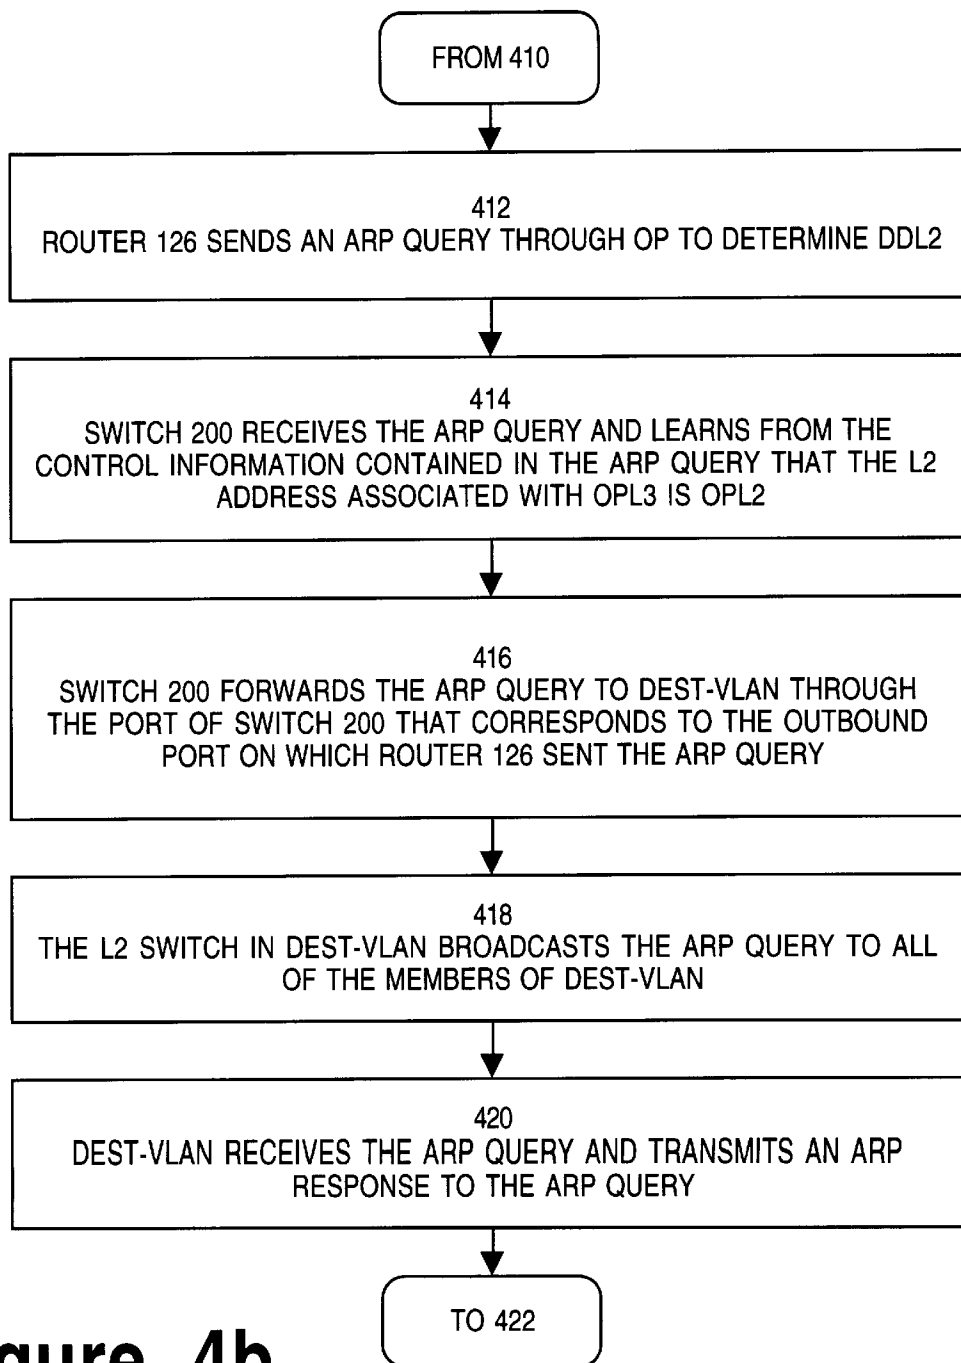 FROM 410
412
ROUTER 126 SENDS AN ARP QUERY THROUGH OP TO DETERMINE DDL2
414
SWITCH 200 RECEIVES THE ARP QUERY AND LEARNS FROM THE
CONTROL INFORMATION CONTAINED IN THE ARP QUERY THAT THE L2
ADDRESS ASSOCIATED WITH OPL3 IS OPL2
416
SWITCH 200 FORWARDS THE ARP QUERY TO DEST-VLAN THROUGH
THE PORT OF SWITCH 200 THAT CORRESPONDS TO THE OUTBOUND
PORT ON WHICH ROUTER 126 SENT THE ARP QUERY
418
THE L2 SWITCH IN DEST-VLAN BROADCASTS THE ARP QUERY TO ALL
OF THE MEMBERS OF DEST-VLAN
420
DEST-VLAN RECEIVES THE ARP QUERY AND TRANSMITS AN ARP
RESPONSE TO THE ARP QUERY
TO 422
gure 4b